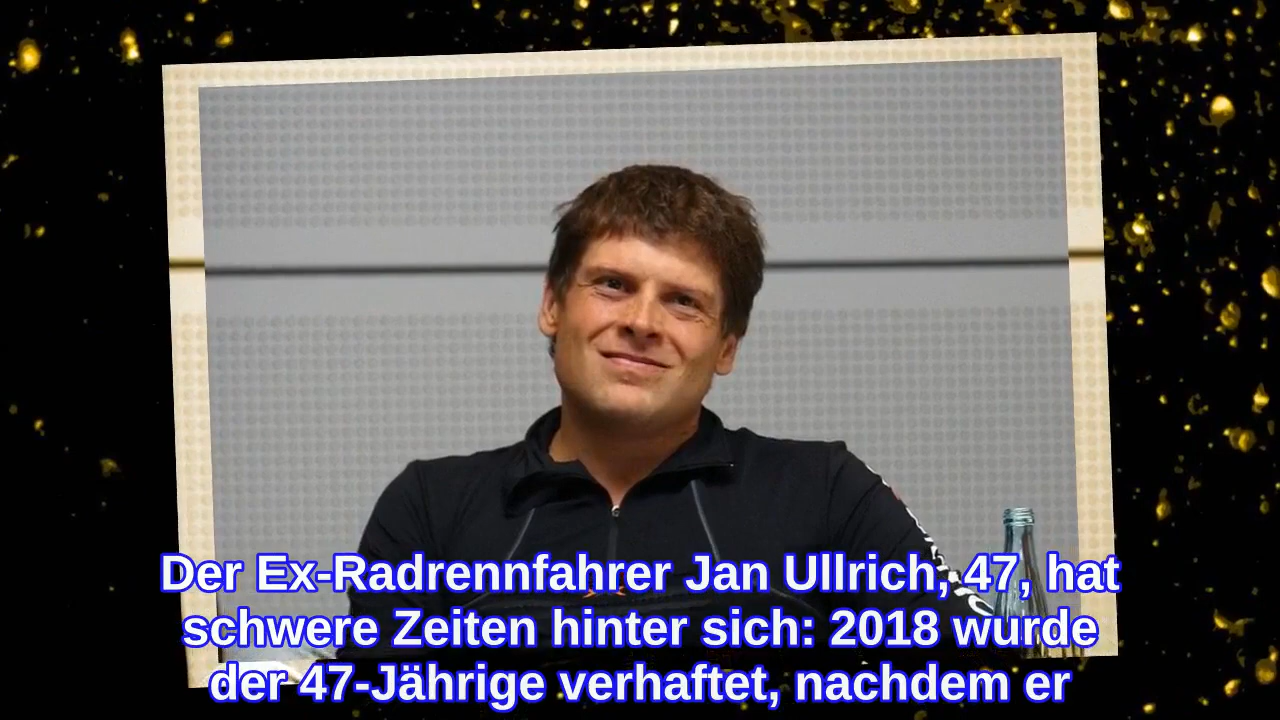 Der Ex-Radrennfahrer Jan Ullrich, 47, hat
schwere Zeiten hinter sich: 2018 wurde
der 47-Jährige verhaftet, nachdem er